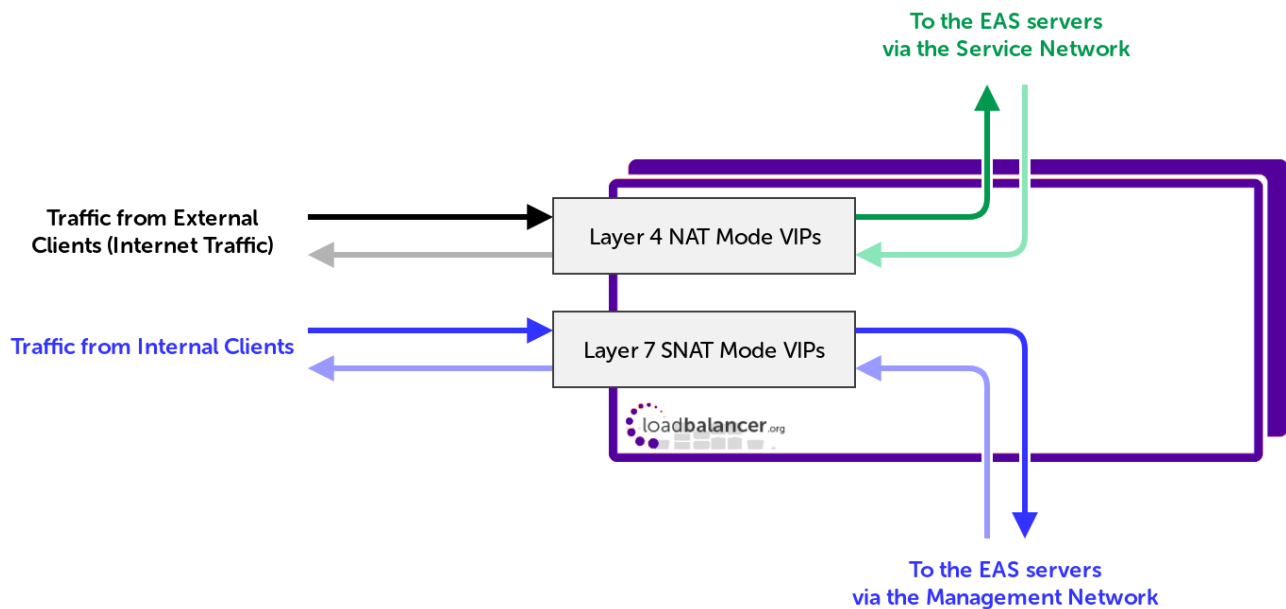 To the EAS servers
via the Service Network
Traffic from External
Clients (Internet Traffic)
Layer 4 NAT Mode VIPs
Traffic from Internal Clients
Layer 7 SNAT Mode VIPs
loadbalancer.org
To the EAS servers
via the Management Network